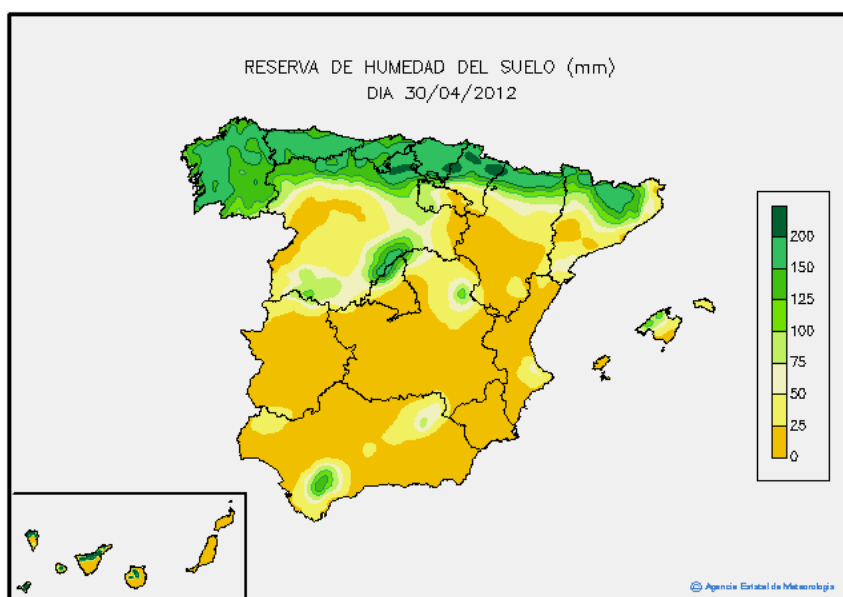 RESERVA DE HUMEDAD DEL SUELO (mm)
DIA 30/04/2012
200
150
125
100
75
50
25
0
© Agencia Estatal de Meteorología